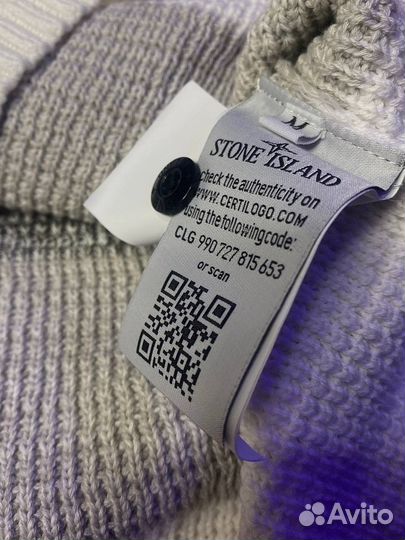 M
STONE ISLAND
check the authenticity on
WWW.CERTILOGO.COM
using the following code:
CLG 990 727 815 653
or scan
Avito